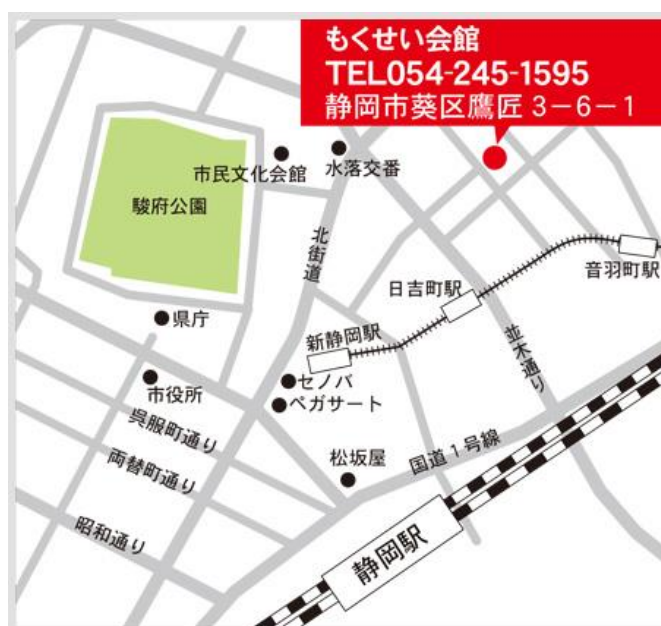 もくせい会館
TEL054-245-1595
静岡市葵区鷹匠 3−6−1
市民文化会館
水落交番
駿府公園
北街道
音羽町駅
日吉町駅
県庁
新静岡駅
並木通り
セノバ
市役所
ペガサート
呉服町通り
国道1号線
松坂屋
両替町通り
昭和通り
静岡駅